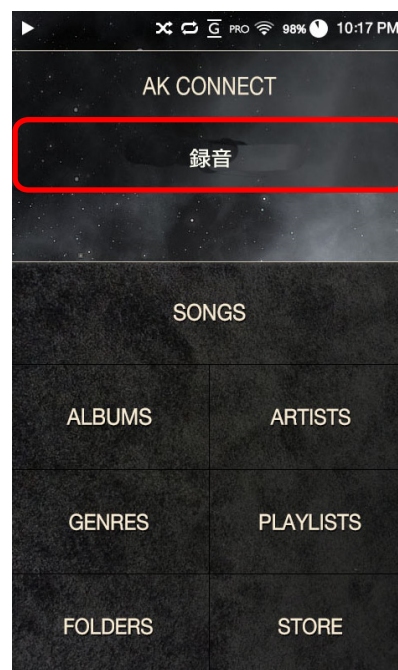 G PRO 98% 10:17 PM
AK CONNECT
録音
SONGS
ALBUMS ARTISTS
GENRES PLAYLISTS
FOLDERS STORE